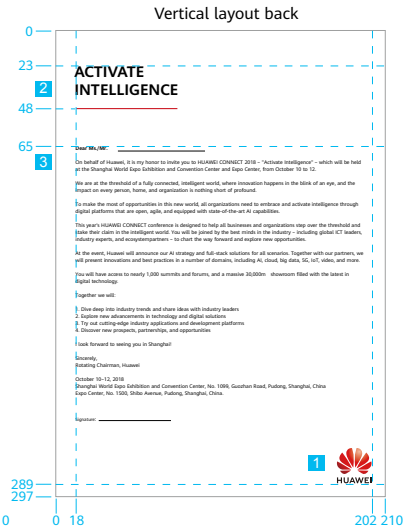 Vertical layout back
0
23
ACTIVATE
2
INTELLIGENCE
48
65
Dear Ms./Mr.
3
On behalf of Huawei, it is my honor to invite you to HUAWEI CONNECT 2018 – "Activate Intelligence" – which will be held
at the Shanghai World Expo Exhibition and Convention Center and Expo Center, from October 10 to 12.
We are at the threshold of a fully connected, intelligent world, where innovation happens in the blink of an eye, and the
impact on every person, home, and organization is nothing short of profound.
To make the most of opportunities in this new world, all organizations need to embrace and activate intelligence through
digital platforms that are open, agile, and equipped with state-of-the-art AI capabilities.
This year's HUAWEI CONNECT conference is designed to help all businesses and organizations step over the threshold and
stake their claim in the intelligent world. You will be joined by the best minds in the industry – including global ICT leaders,
industry experts, and ecosystempartners – to chart the way forward and explore new opportunities.
At the event, Huawei will announce our AI strategy and full-stack solutions for all scenarios. Together with our partners, we
will present innovations and best practices in a number of domains, including AI, cloud, big data, 5G, IoT, video, and more.
You will have access to nearly 1,000 summits and forums, and a massive 30,000m showroom filled with the latest in
digital technology.
Together we will:
1. Dive deep into industry trends and share ideas with industry leaders
2. Explore new advancements in technology and digital solutions
3. Try out cutting-edge industry applications and development platforms
4. Discover new prospects, partnerships, and opportunities
I look forward to seeing you in Shanghai!
Sincerely,
Rotating Chairman, Huawei
October 10–12, 2018
Shanghai World Expo Exhibition and Convention Center, No. 1099, Guozhan Road, Pudong, Shanghai, China
Expo Center, No. 1500, Shibo Avenue, Pudong, Shanghai, China.
Signature:
1
HUAWEI
289
297
0 0 18 202 210